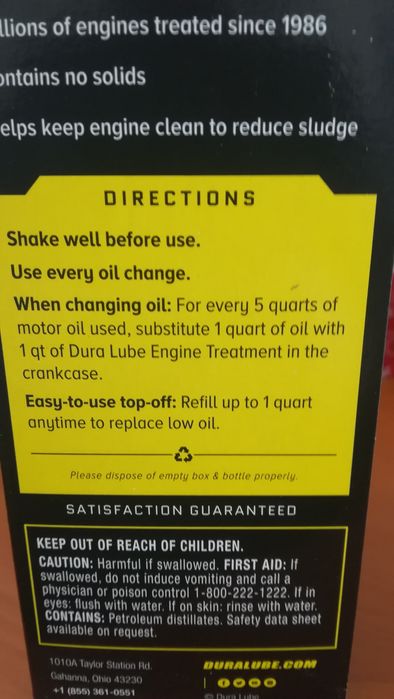 of engines treated since 1986
no solids
keep engine clean to reduce sludge
DIRECTIONS
Shake well before use.
Use every oil change.
When changing oil: For every 5 quarts of
motor oil used, substitute 1 quart of oil with
1 qt of Dura Lube Engine Treatment in the
crankcase.
Easy-to-use top-off: Refill up to 1 quart
anytime to replace low oil.
Please dispose of empty box & bottle properly.
SATISFACTION GUARANTEED
KEEP OUT OF REACH OF CHILDREN.
CAUTION: Harmful if swallowed. FIRST AID: If
swallowed, do not induce vomiting and call a
physician or poison control 1-800-222-1222. If in
eyes: flush with water. If on skin: rinse with water.
CONTAINS: Petroleum distillates. Safety data sheet
available on request.
1010A Taylor Station Rd.
Gahanna, Ohio 43230
+1 (855) 361-0551
DURALUBE.COM
© Dura Lube